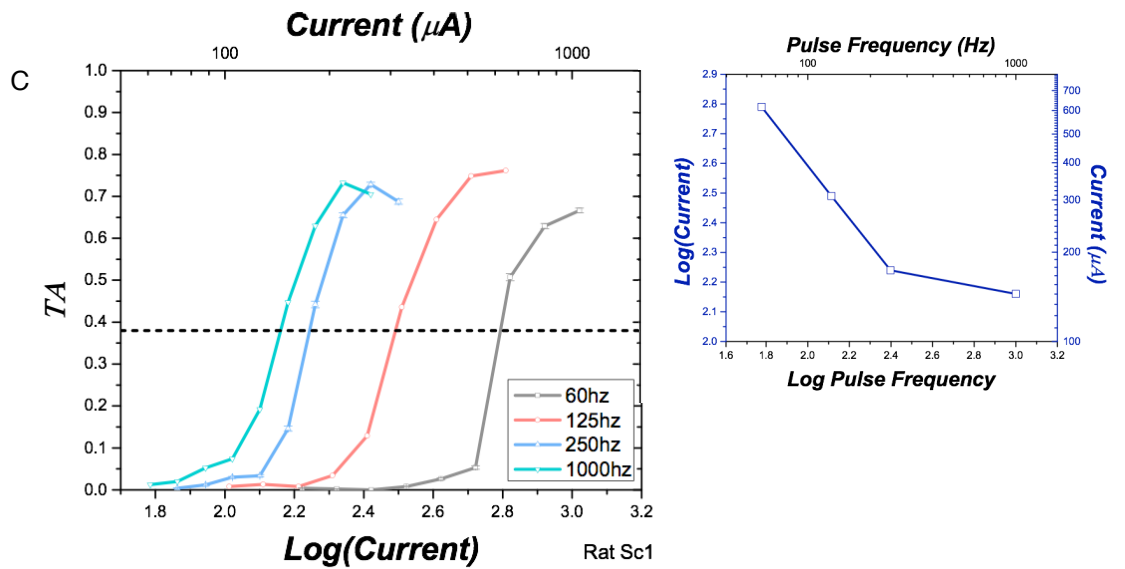 Current (μA)
100 1000
C
1.0
0.9
0.8
0.7
0.6
0.5
0.4
0.3
0.2
0.1
0.0
TA
60hz
125hz
250hz
1000hz
1.8 2.0 2.2 2.4 2.6 2.8 3.0 3.2
Log(Current)
Rat Sc1
Pulse Frequency (Hz)
100 1000
2.9
2.8
2.7
2.6
2.5
2.4
2.3
2.2
2.1
2.0
Log(Current)
700
600
500
400
300
200
100
Current (μA)
1.6 1.8 2.0 2.2 2.4 2.6 2.8 3.0 3.2
Log Pulse Frequency